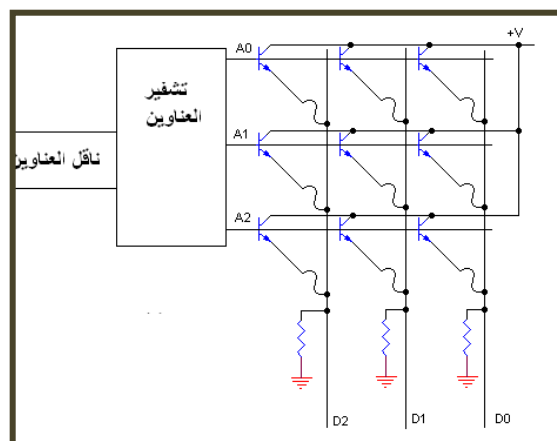 +V
A0
تشفير
العناوين
A1
ناقل العناوين
A2
D2 D1 D0